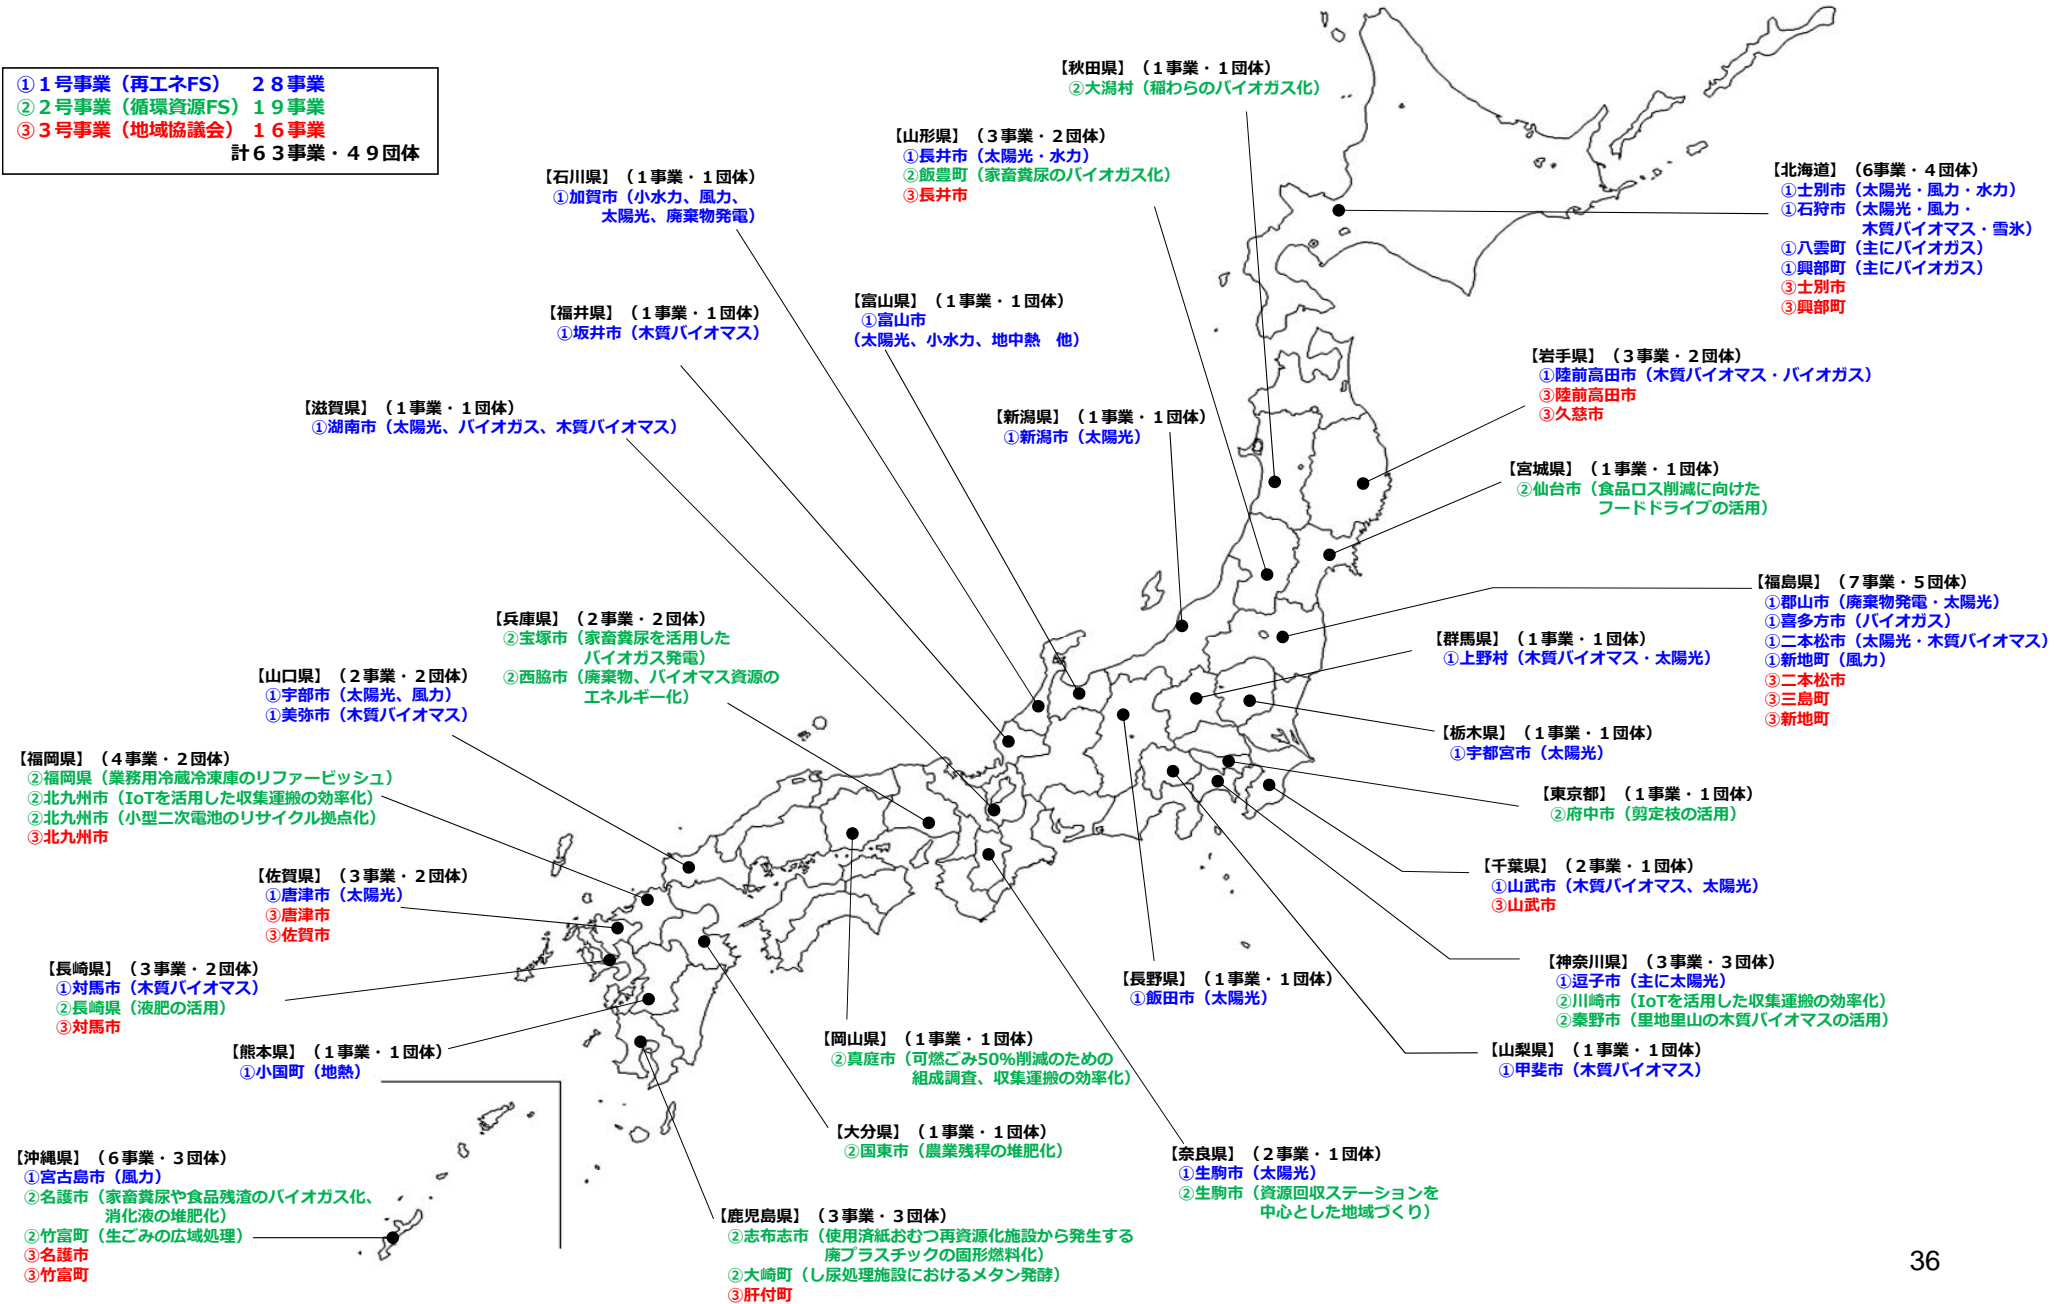 ①１号事業（再エネFS）　２８事業
②２号事業（循環資源FS）１９事業
③３号事業（地域協議会）　１６事業
計６３事業・４９団体
【秋田県】（１事業・１団体）
②大潟村（稲わらのバイオガス化）
【山形県】（３事業・２団体）
①長井市（太陽光・水力）
②飯豊町（家畜糞尿のバイオガス化）
③長井市
【石川県】（１事業・１団体）
①加賀市（小水力、風力、
太陽光、廃棄物発電）
【北海道】（6事業・４団体）
①士別市（太陽光・風力・水力）
①石狩市（太陽光・風力・
木質バイオマス・雪氷）
①八雲町（主にバイオガス）
①興部町（主にバイオガス）
③士別市
③興部町
【福井県】（１事業・１団体）
①坂井市（木質バイオマス）
【富山県】（１事業・１団体）
①富山市
（太陽光、小水力、地中熱　他）
【岩手県】（３事業・２団体）
①陸前高田市（木質バイオマス・バイオガス）
③陸前高田市
③久慈市
【滋賀県】（１事業・１団体）
①湖南市（太陽光、バイオガス、木質バイオマス）
【新潟県】（１事業・１団体）
①新潟市（太陽光）
【宮城県】（１事業・１団体）
②仙台市（食品ロス削減に向けた
フードドライブの活用）
【福島県】（７事業・５団体）
①郡山市（廃棄物発電・太陽光）
①喜多方市（バイオガス）
①二本松市（太陽光・木質バイオマス）
①新地町（風力）
③二本松市
③三島町
③新地町
【兵庫県】（２事業・２団体）
②宝塚市（家畜糞尿を活用した
バイオガス発電）
②西脇市（廃棄物、バイオマス資源の
エネルギー化）
【群馬県】（１事業・１団体）
①上野村（木質バイオマス・太陽光）
【山口県】（２事業・２団体）
①宇部市（太陽光、風力）
①美弥市（木質バイオマス）
【栃木県】（１事業・１団体）
①宇都宮市（太陽光）
【福岡県】（４事業・２団体）
②福岡県（業務用冷蔵冷凍庫のリファービッシュ）
②北九州市（IoTを活用した収集運搬の効率化）
②北九州市（小型二次電池のリサイクル拠点化）
③北九州市
【東京都】（１事業・１団体）
②府中市（剪定枝の活用）
【千葉県】（２事業・１団体）
①山武市（木質バイオマス、太陽光）
③山武市
【佐賀県】（３事業・２団体）
①唐津市（太陽光）
③唐津市
③佐賀市
【長崎県】（３事業・２団体）
①対馬市（木質バイオマス）
②長崎県（液肥の活用）
③対馬市
【神奈川県】（３事業・３団体）
①逗子市（主に太陽光）
②川崎市（IoTを活用した収集運搬の効率化）
②秦野市（里地里山の木質バイオマスの活用）
【長野県】（１事業・１団体）
①飯田市（太陽光）
【熊本県】（１事業・１団体）
①小国町（地熱）
【岡山県】（１事業・１団体）
②真庭市（可燃ごみ50%削減のための
組成調査、収集運搬の効率化）
【山梨県】（１事業・１団体）
①甲斐市（木質バイオマス）
【大分県】（１事業・１団体）
②国東市（農業残稈の堆肥化）
【奈良県】（２事業・１団体）
①生駒市（太陽光）
②生駒市（資源回収ステーションを
中心とした地域づくり）
【沖縄県】（６事業・３団体）
①宮古島市（風力）
②名護市（家畜糞尿や食品残渣のバイオガス化、
消化液の堆肥化）
②竹富町（生ごみの広域処理）
③名護市
③竹富町
【鹿児島県】（３事業・３団体）
②志布志市（使用済紙おむつ再資源化施設から発生する
廃プラスチックの固形燃料化）
②大崎町（し尿処理施設におけるメタン発酵）
③肝付町
36